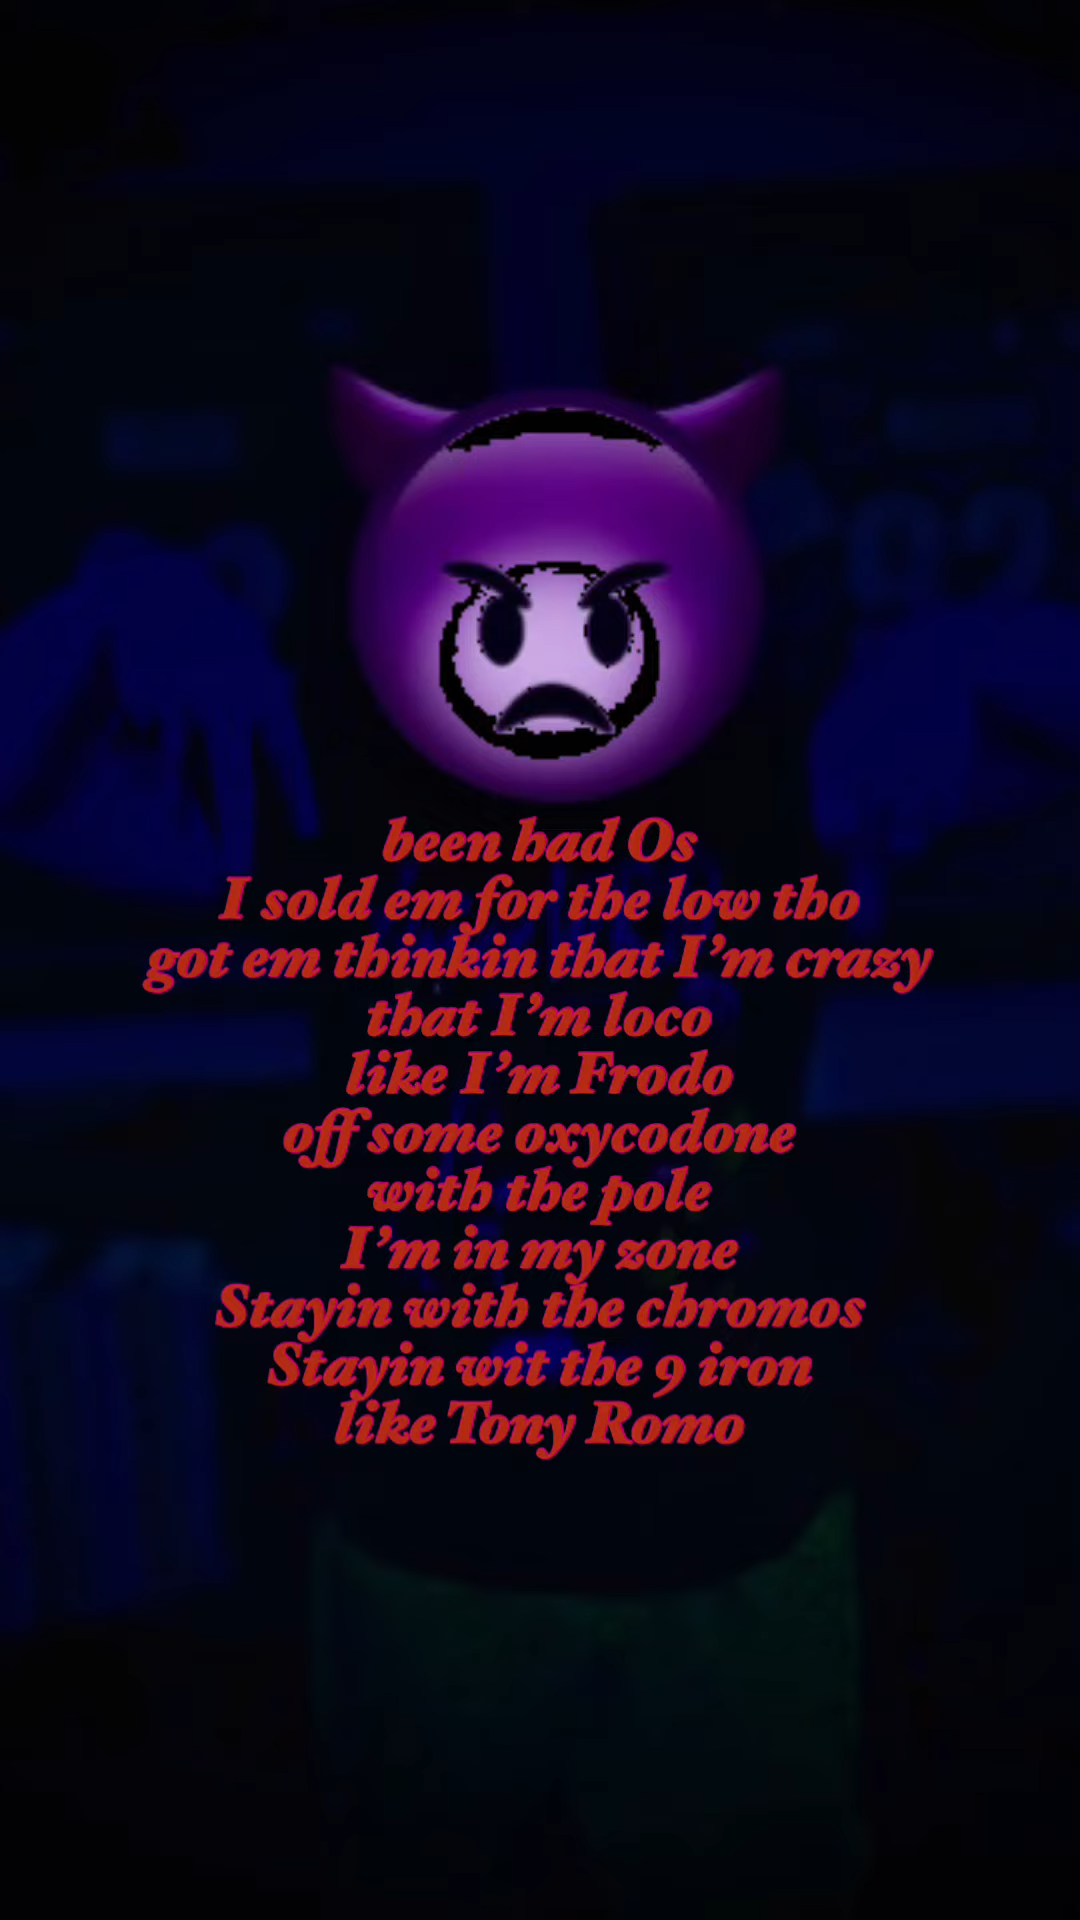 been had Os
I sold em for the low tho
got em thinkin that I’m crazy
that I’m loco
like I’m Frodo
off some oxycodone
with the pole
I’m in my zone
Stayin with the chromos
Stayin wit the 9 iron
like Tony Romo